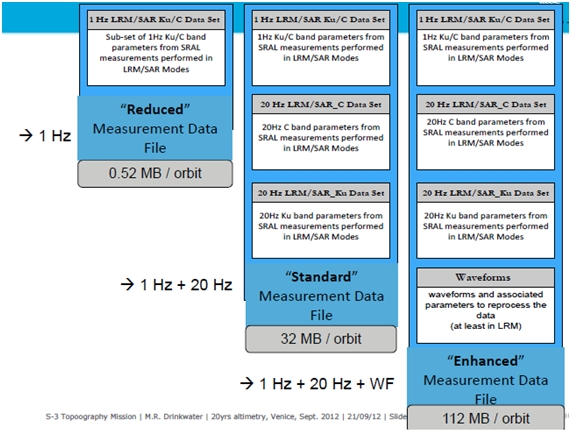 1 Hz LRM/SAR Ku/C Data Set
Sub-set of 1Hz Ku/C band
parameters from SRAL
measurements performed in
LRM/SAR Modes
"Reduced"
Measurement Data
File
0.52 MB / orbit
→ 1 Hz
1 Hz LRM/SAR Ku/C Data Set
1Hz Ku/C band parameters from
SRAL measurements performed
in LRM/SAR Modes
20 Hz LRM/SAR_C Data Set
20Hz C band parameters from
SRAL measurements performed
in LRM/SAR Modes
20 Hz LRM/SAR_Ku Data Set
20Hz Ku band parameters from
SRAL measurements performed
in LRM/SAR Modes
"Standard"
Measurement Data
File
32 MB / orbit
→ 1 Hz + 20 Hz
1 Hz LRM/SAR Ku/C Data Set
1Hz Ku/C band parameters from
SRAL measurements performed
in LRM/SAR Modes
20 Hz LRM/SAR_C Data Set
20Hz C band parameters from
SRAL measurements performed
in LRM/SAR Modes
20 Hz LRM/SAR_Ku Data Set
20Hz Ku band parameters from
SRAL measurements performed
in LRM/SAR Modes
Waveforms
waveforms and associated
parameters to reprocess the
data
(at least in LRM)
"Enhanced"
Measurement Data
File
112 MB / orbit
→ 1 Hz + 20 Hz + WF
S-3 Topoography Mission | M.R. Drinkwater | 20yrs altimetry, Venice, Sept. 2012 | 21/09/12 | Slide